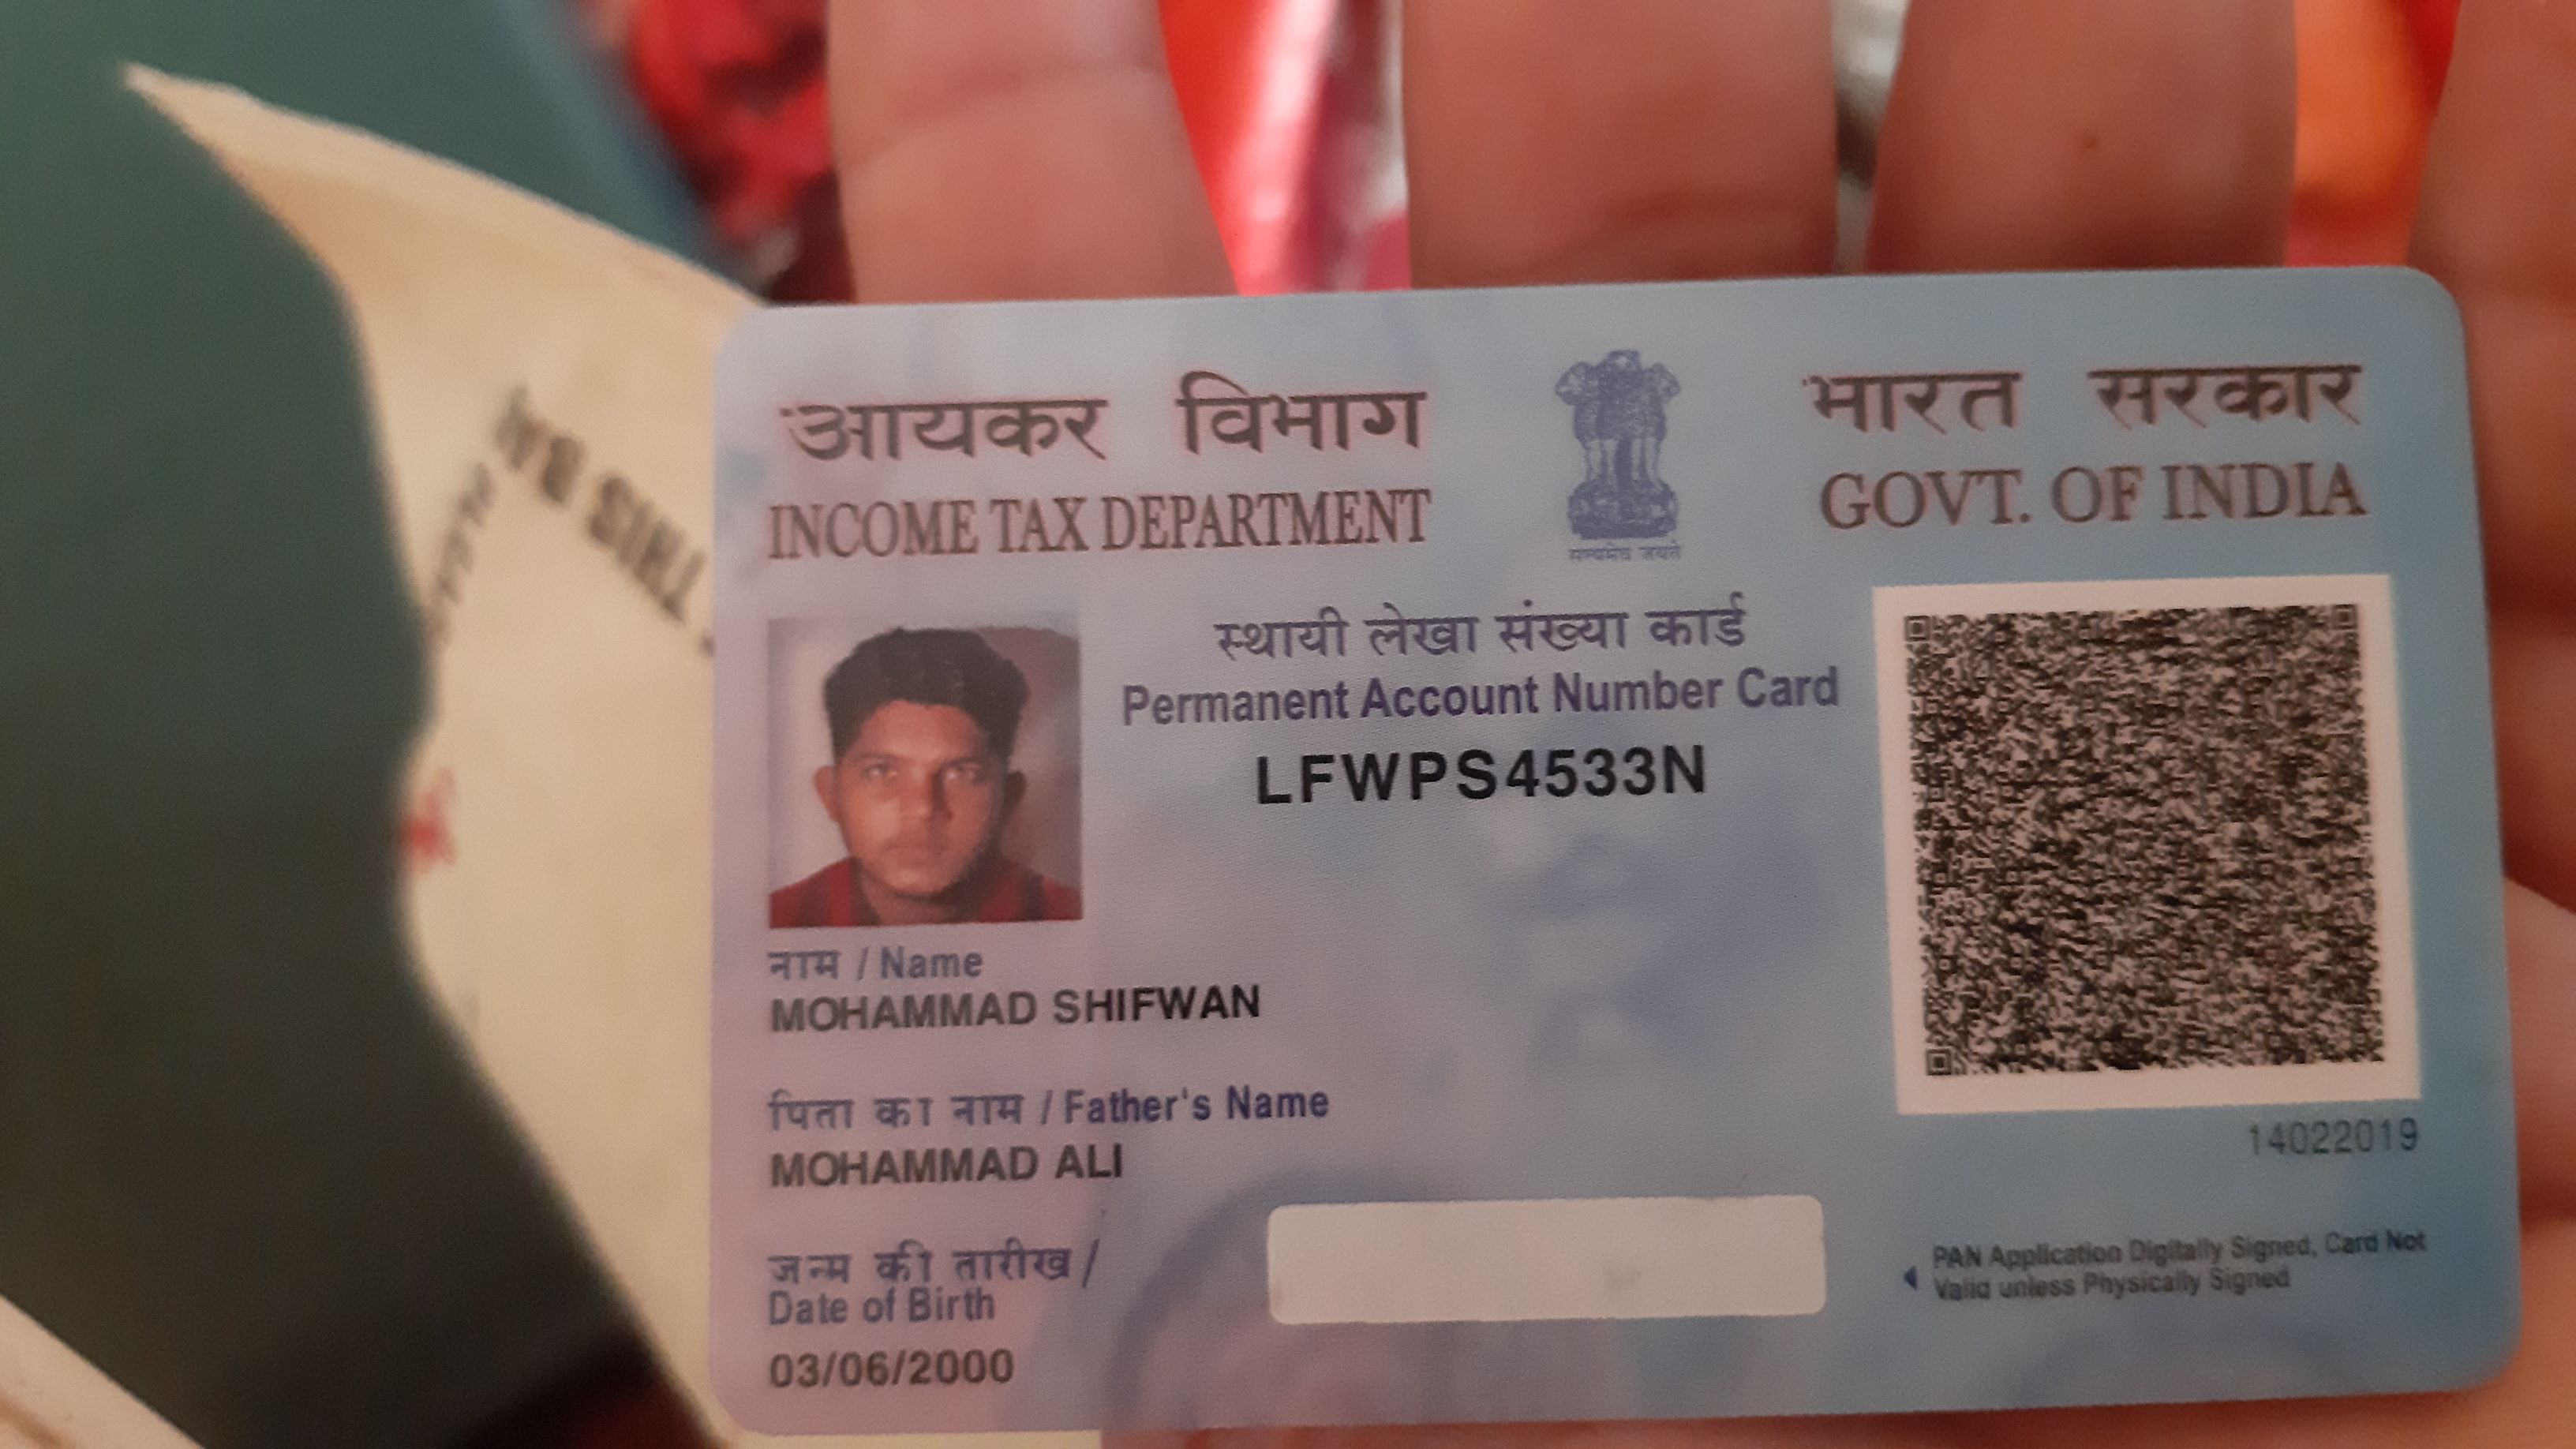 आयकर विभाग
INCOME TAX DEPARTMENT
सत्यमेव जयते
भारत सरकार
GOVT. OF INDIA
स्थायी लेखा संख्या कार्ड
Permanent Account Number Card
LFWPS4533N
नाम / Name
MOHAMMAD SHIFWAN
पिता का नाम / Father's Name
MOHAMMAD ALI
जन्म की तारीख /
Date of Birth
03/06/2000
14022019
PAN Application Digitally Signed, Card Not
Valid unless Physically Signed
THIS